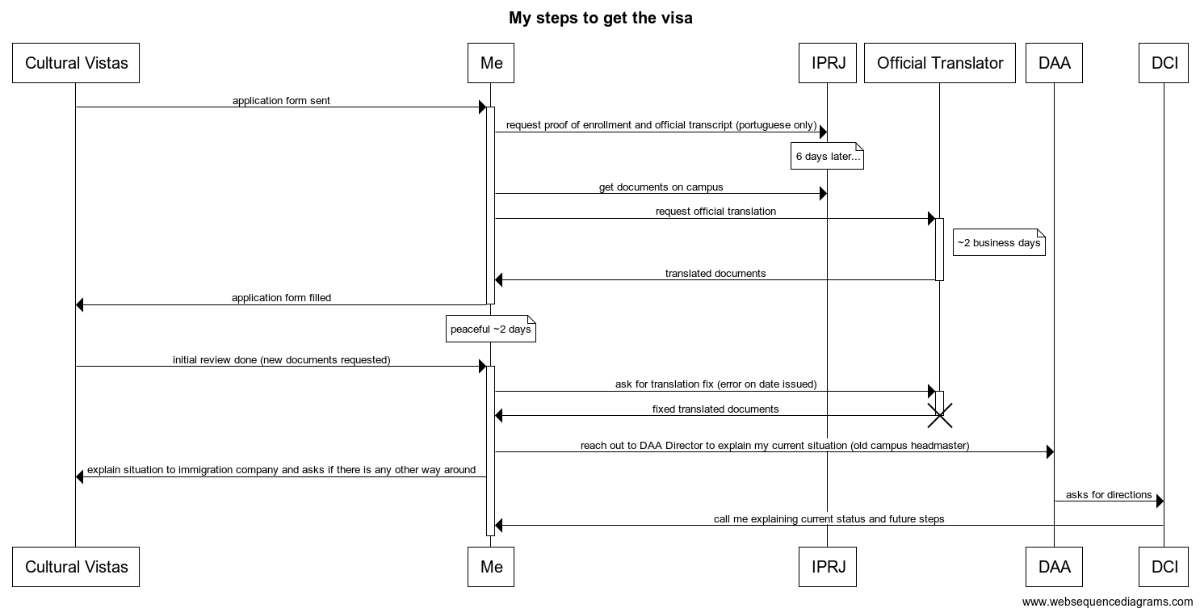 My steps to get the visa
Cultural Vistas
Me
IPRJ
Official Translator
DAA
DCI
application form sent
request proof of enrollment and official transcript (portuguese only)
6 days later...
get documents on campus
request official translation
~2 business days
translated documents
application form filled
peaceful ~2 days
initial review done (new documents requested)
ask for translation fix (error on date issued)
fixed translated documents
reach out to DAA Director to explain my current situation (old campus headmaster)
explain situation to immigration company and asks if there is any other way around
asks for directions
call me explaining current status and future steps
Cultural Vistas
Me
IPRJ
DAA
DCI
www.websequencediagrams.com